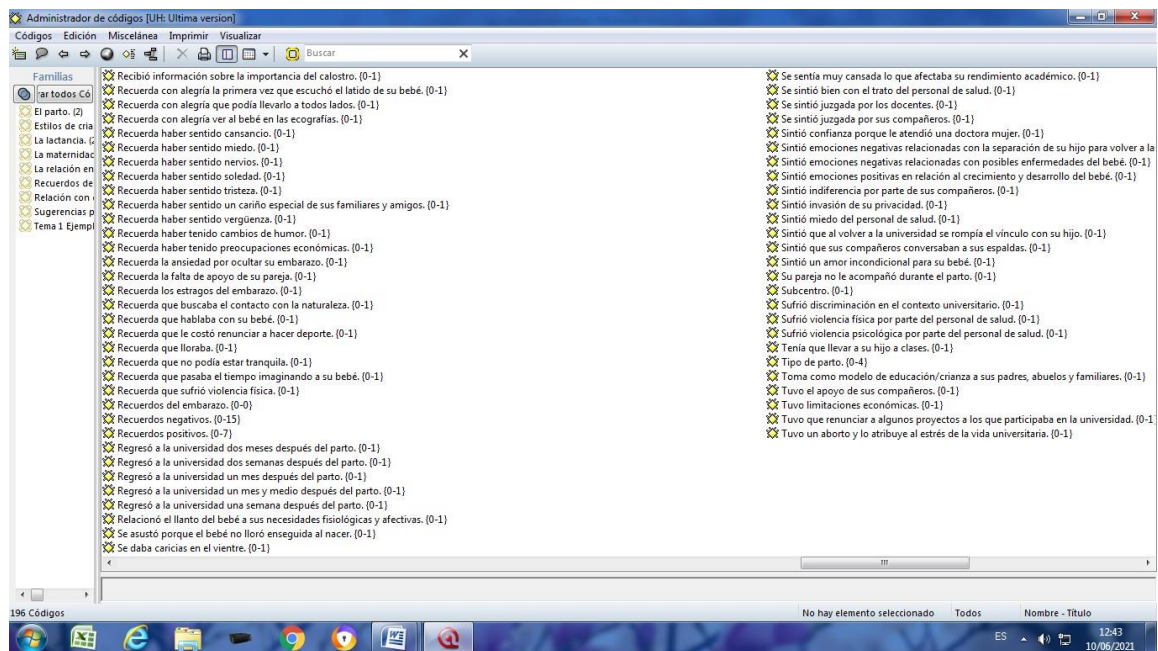 Administrador de códigos [UH: Ultima version]
Códigos Edición Miscelánea Imprimir Visualizar
Buscar
Familias
rar todos Có
El parto. (2)
Estilos de cria
La lactancia. (2
La maternidad
La relación en
Recuerdos de
Relación con
Sugerencias p
Tema 1 Ejempl
Recibió información sobre la importancia del calostro. {0-1}
Recuerda con alegría la primera vez que escuchó el latido de su bebé. {0-1}
Recuerda con alegría que podía llevarlo a todos lados. {0-1}
Recuerda con alegría ver al bebé en las ecografías. {0-1}
Recuerda haber sentido cansancio. {0-1}
Recuerda haber sentido miedo. {0-1}
Recuerda haber sentido nervios. {0-1}
Recuerda haber sentido soledad. {0-1}
Recuerda haber sentido tristeza. {0-1}
Recuerda haber sentido un cariño especial de sus familiares y amigos. {0-1}
Recuerda haber sentido vergüenza. {0-1}
Recuerda haber tenido cambios de humor. {0-1}
Recuerda haber tenido preocupaciones económicas. {0-1}
Recuerda la ansiedad por ocultar su embarazo. {0-1}
Recuerda la falta de apoyo de su pareja. {0-1}
Recuerda los estragos del embarazo. {0-1}
Recuerda que buscaba el contacto con la naturaleza. {0-1}
Recuerda que hablaba con su bebé. {0-1}
Recuerda que le costó renunciar a hacer deporte. {0-1}
Recuerda que lloraba. {0-1}
Recuerda que no podía estar tranquila. {0-1}
Recuerda que pasaba el tiempo imaginando a su bebé. {0-1}
Recuerda que sufrió violencia física. {0-1}
Recuerdos del embarazo. {0-0}
Recuerdos negativos. {0-15}
Recuerdos positivos. {0-7}
Regresó a la universidad dos meses después del parto. {0-1}
Regresó a la universidad dos semanas después del parto. {0-1}
Regresó a la universidad un mes después del parto. {0-1}
Regresó a la universidad un mes y medio después del parto. {0-1}
Regresó a la universidad una semana después del parto. {0-1}
Relacionó el llanto del bebé a sus necesidades fisiológicas y afectivas. {0-1}
Se asustó porque el bebé no lloró enseguida al nacer. {0-1}
Se daba caricias en el vientre. {0-1}
Se sentía muy cansada lo que afectaba su rendimiento académico. {0-1}
Se sintió bien con el trato del personal de salud. {0-1}
Se sintió juzgada por los docentes. {0-1}
Se sintió juzgada por sus compañeros. {0-1}
Sintió confianza porque le atendió una doctora mujer. {0-1}
Sintió emociones negativas relacionadas con la separación de su hijo para volver a la
Sintió emociones negativas relacionadas con posibles enfermedades del bebé. {0-1}
Sintió emociones positivas en relación al crecimiento y desarrollo del bebé. {0-1}
Sintió indiferencia por parte de sus compañeros. {0-1}
Sintió invasión de su privacidad. {0-1}
Sintió miedo del personal de salud. {0-1}
Sintió que al volver a la universidad se rompía el vínculo con su hijo. {0-1}
Sintió que sus compañeros conversaban a sus espaldas. {0-1}
Sintió un amor incondicional para su bebé. {0-1}
Su pareja no le acompañó durante el parto. {0-1}
Subcentro. {0-1}
Sufrió discriminación en el contexto universitario. {0-1}
Sufrió violencia física por parte del personal de salud. {0-1}
Sufrió violencia psicológica por parte del personal de salud. {0-1}
Tenía que llevar a su hijo a clases. {0-1}
Tipo de parto. {0-4}
Toma como modelo de educación/crianza a sus padres, abuelos y familiares. {0-1}
Tuvo el apoyo de sus compañeros. {0-1}
Tuvo limitaciones económicas. {0-1}
Tuvo que renunciar a algunos proyectos a los que participaba en la universidad. {0-1
Tuvo un aborto y lo atribuye al estrés de la vida universitaria. {0-1}
196 Códigos
No hay elemento seleccionado Todos Nombre - Título
ES 12:43
10/06/2021